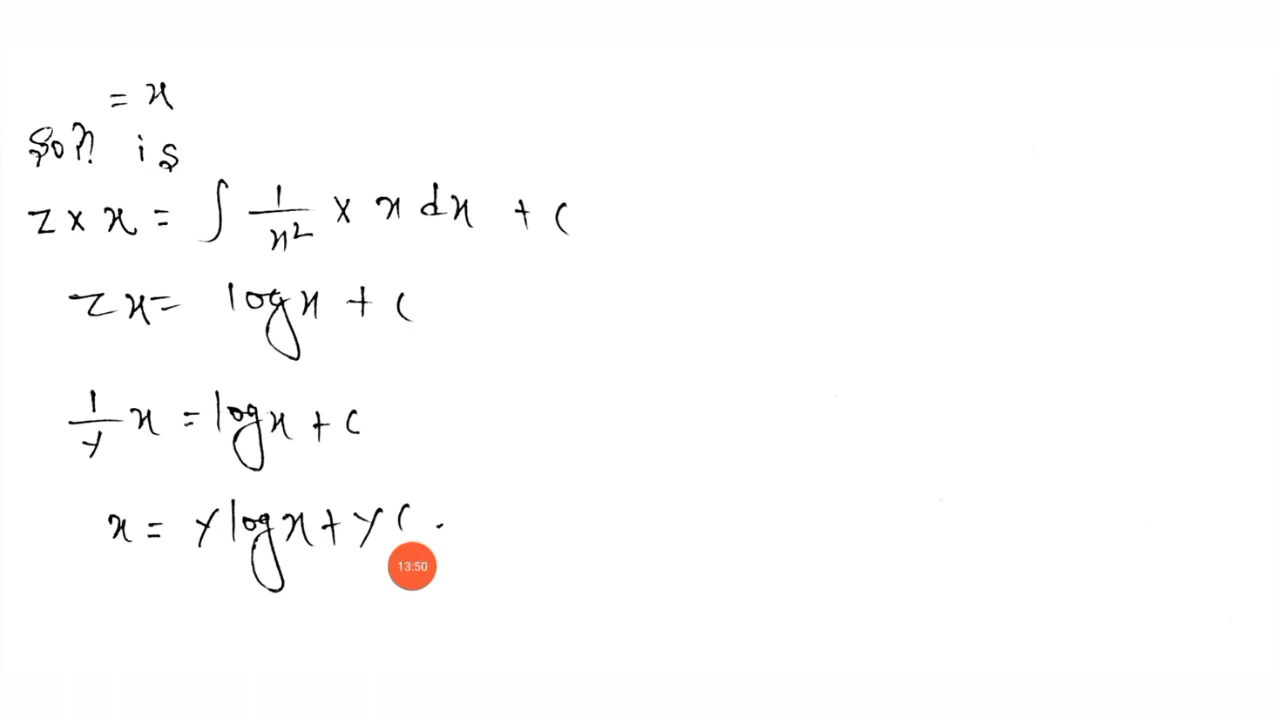 = x
Soln is
z × x = ∫ 1/x² × x dx + C
zx = log x + C
1/y x = log x + C
x = y log x + y C .
13:50